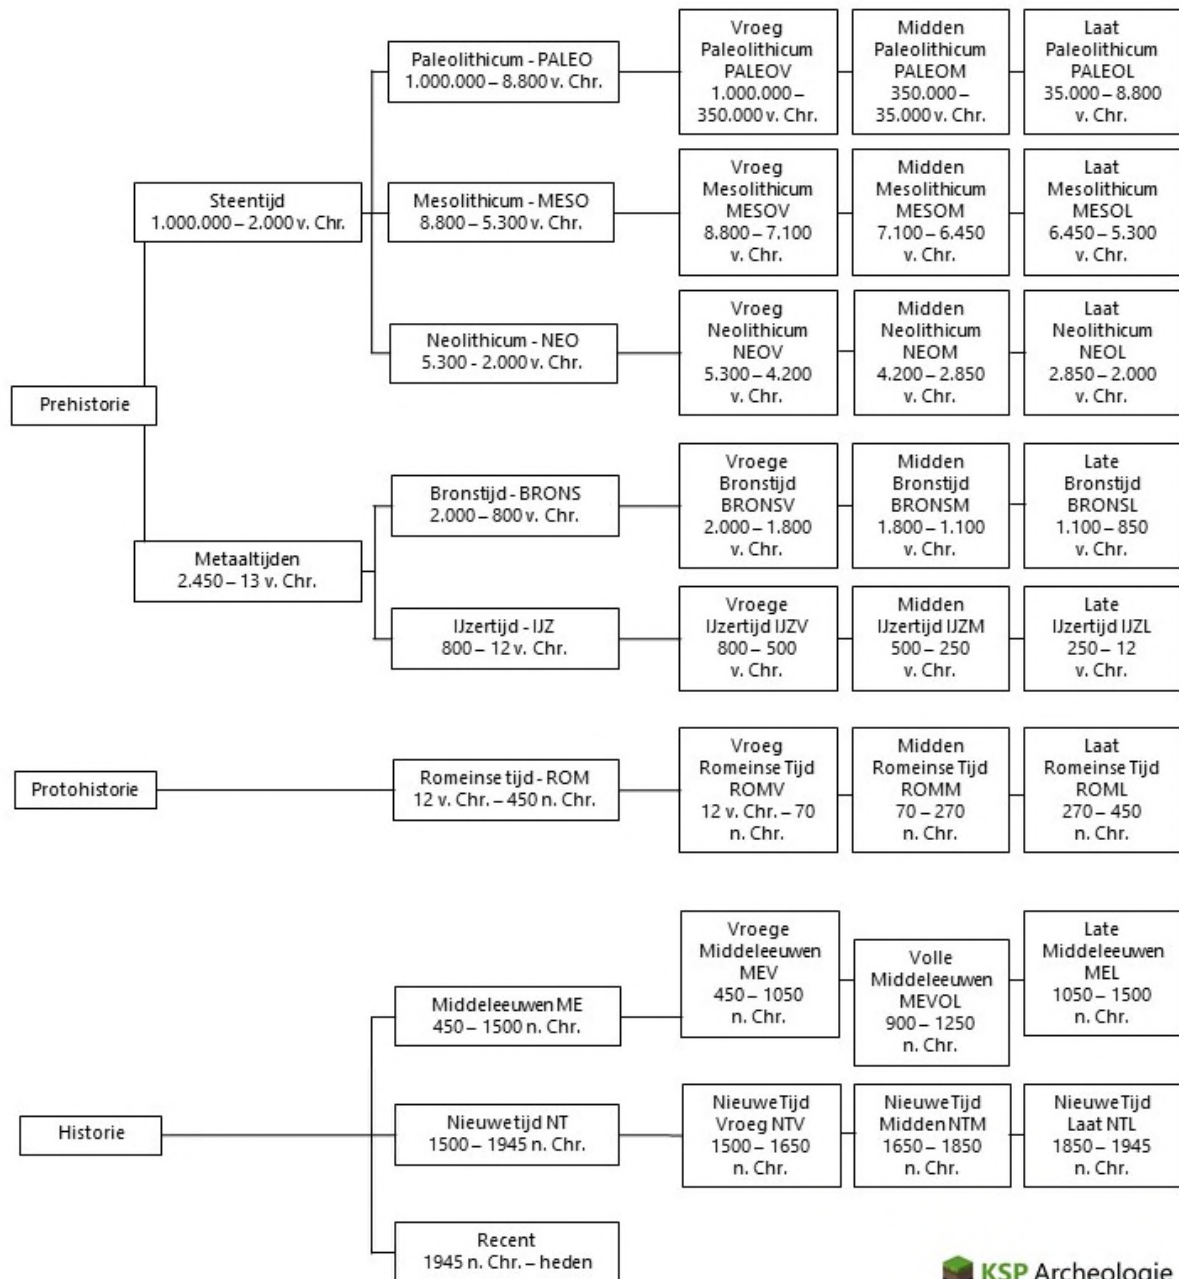 Vroeg
Paleolithicum
PALEOV
1.000.000 –
350.000 v. Chr.
Midden
Paleolithicum
PALEOM
350.000 –
35.000 v. Chr.
Laat
Paleolithicum
PALEOL
35.000 – 8.800
v. Chr.
Paleolithicum - PALEO
1.000.000 – 8.800 v. Chr.
Steentijd
1.000.000 – 2.000 v. Chr.
Mesolithicum - MESO
8.800 – 5.300 v. Chr.
Vroeg
Mesolithicum
MESOV
8.800 – 7.100
v. Chr.
Midden
Mesolithicum
MESOM
7.100 – 6.450
v. Chr.
Laat
Mesolithicum
MESOL
6.450 – 5.300
v. Chr.
Neolithicum - NEO
5.300 - 2.000 v. Chr.
Vroeg
Neolithicum
NEOV
5.300 – 4.200
v. Chr.
Midden
Neolithicum
NEOM
4.200 – 2.850
v. Chr.
Laat
Neolithicum
NEOL
2.850 – 2.000
v. Chr.
Prehistorie
Bronstijd - BRONS
2.000 – 800 v. Chr.
Vroege
Bronstijd
BRONSV
2.000 – 1.800
v. Chr.
Midden
Bronstijd
BRONSM
1.800 – 1.100
v. Chr.
Late
Bronstijd
BRONSL
1.100 – 850
v. Chr.
Metaaltijden
2.450 – 13 v. Chr.
IJzertijd - IJZ
800 – 12 v. Chr.
Vroege
IJzertijd IJZV
800 – 500
v. Chr.
Midden
IJzertijd IJZM
500 – 250
v. Chr.
Late
IJzertijd IJZL
250 – 12
v. Chr.
Protohistorie
Romeinse tijd - ROM
12 v. Chr. – 450 n. Chr.
Vroeg
Romeinse Tijd
ROMV
12 v. Chr. – 70
n. Chr.
Midden
Romeinse Tijd
ROMM
70 – 270
n. Chr.
Laat
Romeinse Tijd
ROML
270 – 450
n. Chr.
Middeleeuwen ME
450 – 1500 n. Chr.
Vroege
Middeleeuwen
MEV
450 – 1050
n. Chr.
Volle
Middeleeuwen
MEVOL
900 – 1250
n. Chr.
Late
Middeleeuwen
MEL
1050 – 1500
n. Chr.
Historie
Nieuwe tijd NT
1500 – 1945 n. Chr.
Nieuwe Tijd
Vroeg NTV
1500 – 1650
n. Chr.
Nieuwe Tijd
Midden NTM
1650 – 1850
n. Chr.
Nieuwe Tijd
Laat NTL
1850 – 1945
n. Chr.
Recent
1945 n. Chr. – heden
KSP Archeologie